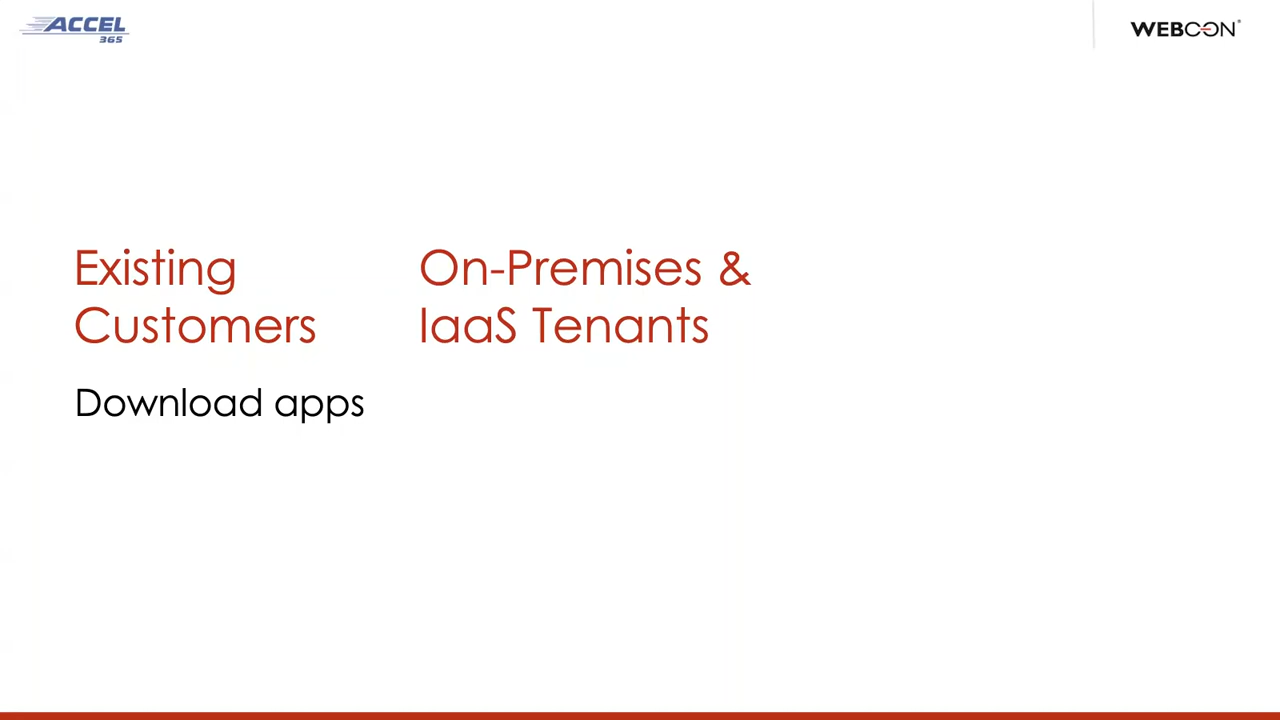 ACCEL
365
WEBCON®
Existing
Customers
On-Premises &
IaaS Tenants
Download apps